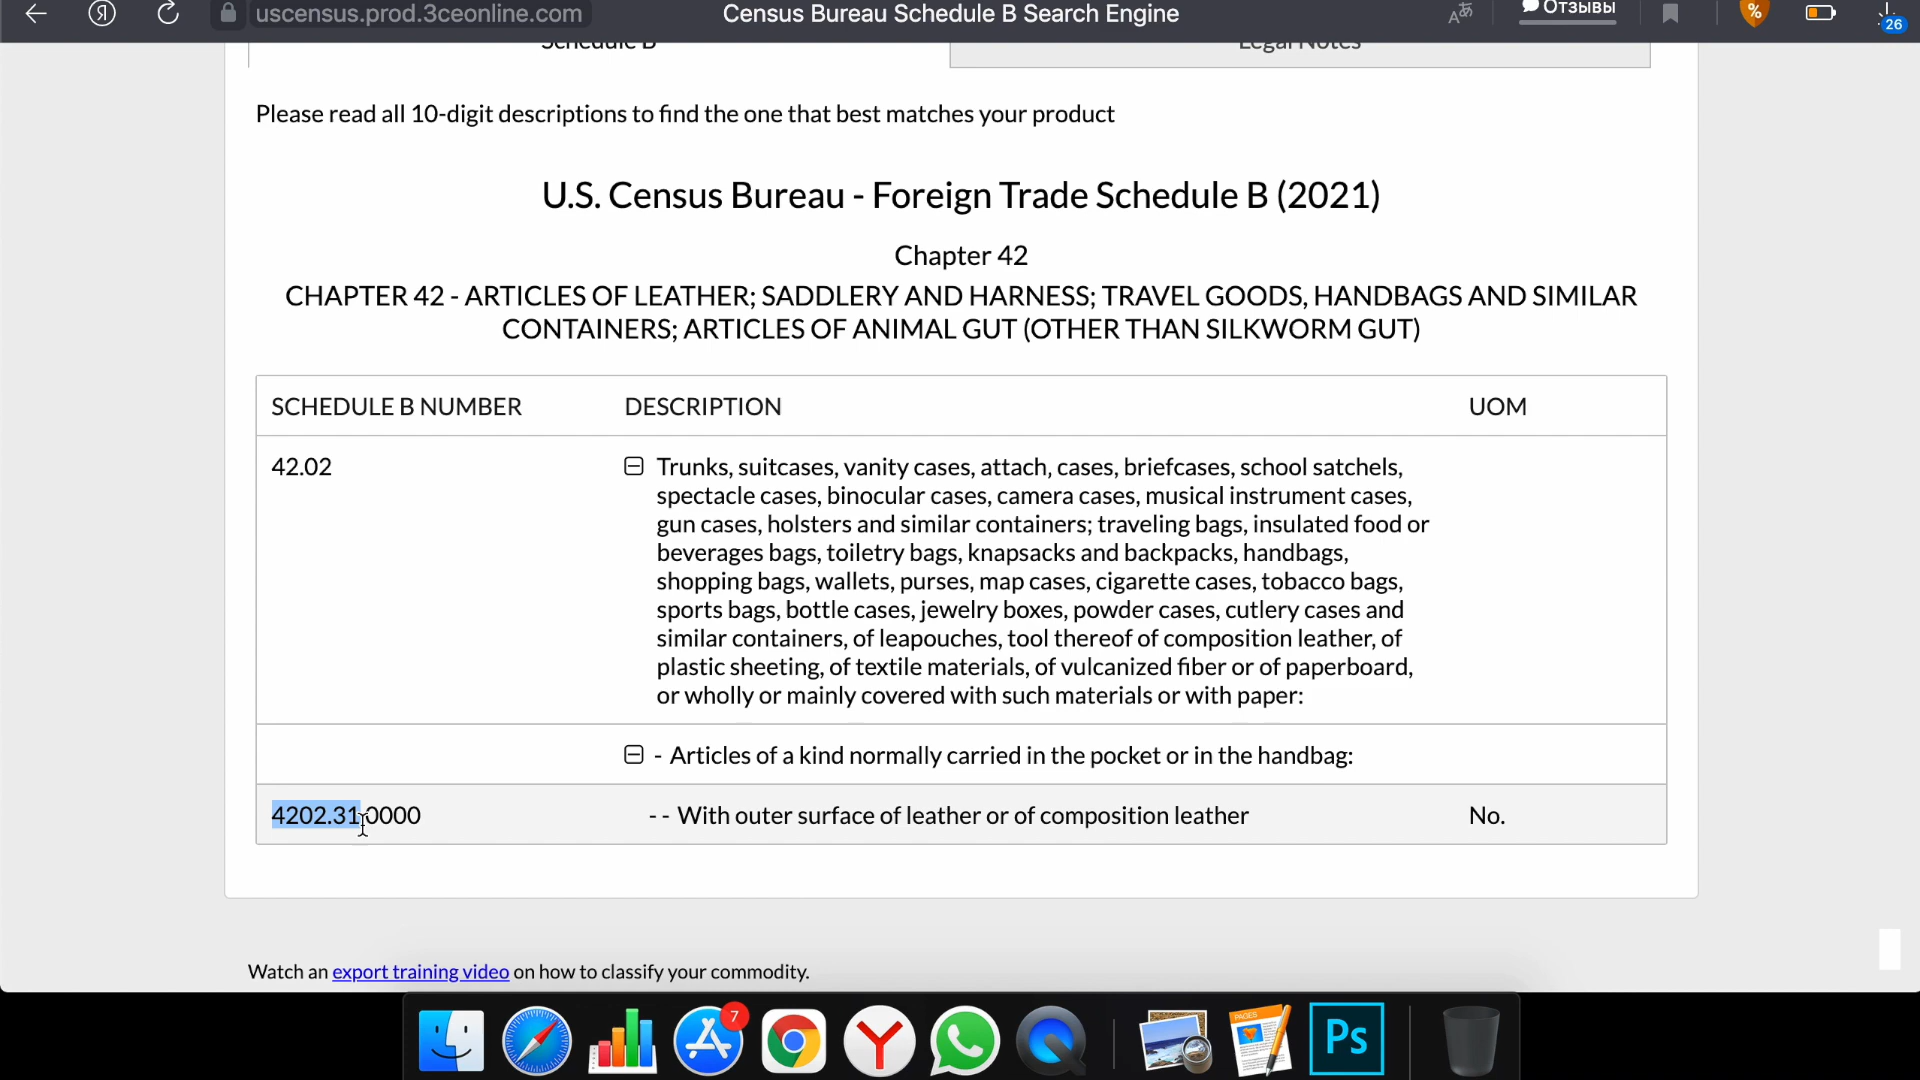 uscensus.prod.3ceonline.com
Census Bureau Schedule B Search Engine
Отзывы
%
26
Schedule B
Legal Notes
Please read all 10-digit descriptions to find the one that best matches your product
U.S. Census Bureau - Foreign Trade Schedule B (2021)
Chapter 42
CHAPTER 42 - ARTICLES OF LEATHER; SADDLERY AND HARNESS; TRAVEL GOODS, HANDBAGS AND SIMILAR
CONTAINERS; ARTICLES OF ANIMAL GUT (OTHER THAN SILKWORM GUT)
SCHEDULE B NUMBER DESCRIPTION UOM
42.02 Trunks, suitcases, vanity cases, attach, cases, briefcases, school satchels,
spectacle cases, binocular cases, camera cases, musical instrument cases,
gun cases, holsters and similar containers; traveling bags, insulated food or
beverages bags, toiletry bags, knapsacks and backpacks, handbags,
shopping bags, wallets, purses, map cases, cigarette cases, tobacco bags,
sports bags, bottle cases, jewelry boxes, powder cases, cutlery cases and
similar containers, of leapouches, tool thereof of composition leather, of
plastic sheeting, of textile materials, of vulcanized fiber or of paperboard,
or wholly or mainly covered with such materials or with paper:
- Articles of a kind normally carried in the pocket or in the handbag:
4202.31.0000 - - With outer surface of leather or of composition leather No.
Watch an export training video on how to classify your commodity.
7
PAGES
Ps